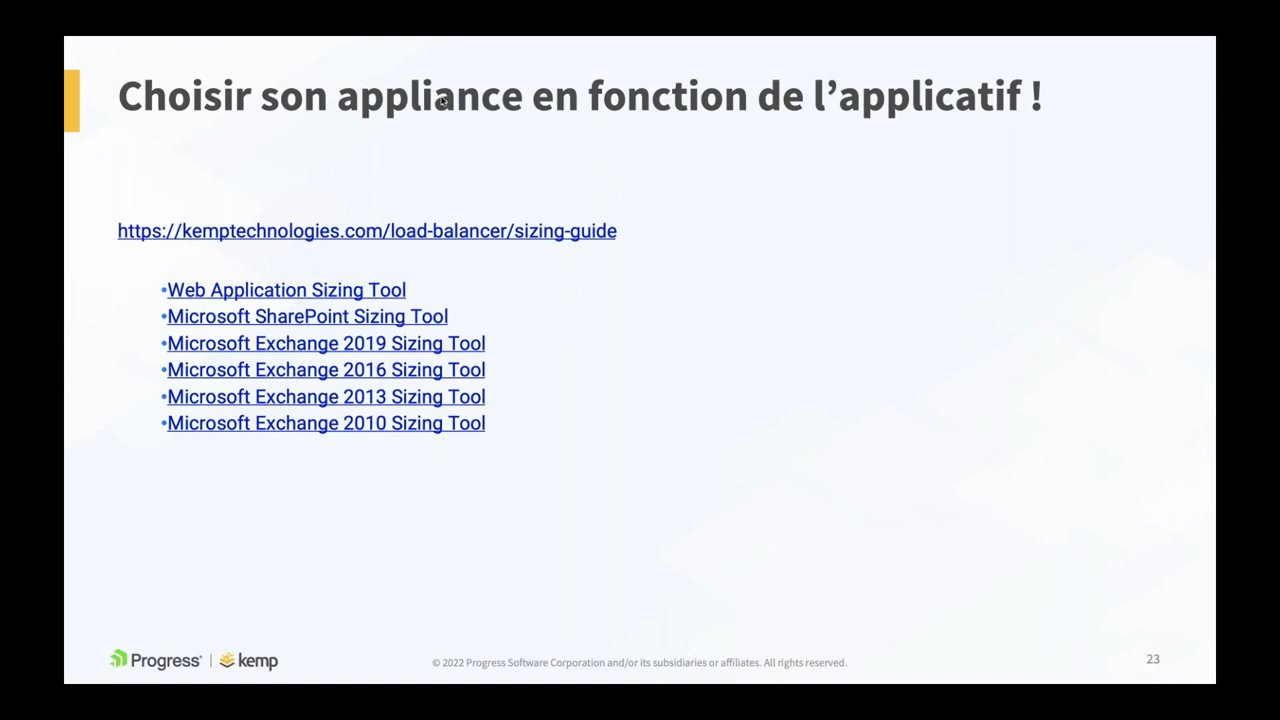 Choisir son appliance en fonction de l’applicatif !
https://kemptechnologies.com/load-balancer/sizing-guide
•Web Application Sizing Tool
•Microsoft SharePoint Sizing Tool
•Microsoft Exchange 2019 Sizing Tool
•Microsoft Exchange 2016 Sizing Tool
•Microsoft Exchange 2013 Sizing Tool
•Microsoft Exchange 2010 Sizing Tool
Progress | kemp
© 2022 Progress Software Corporation and/or its subsidiaries or affiliates. All rights reserved.
23